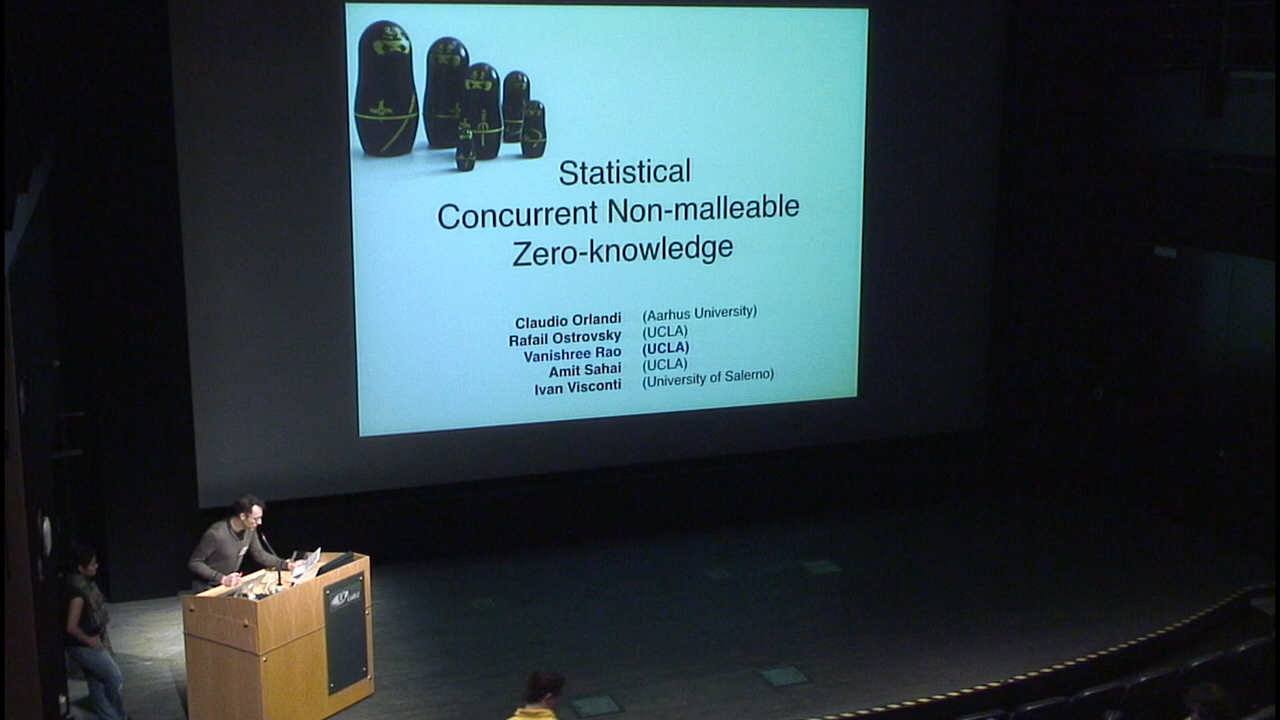 Statistical
Concurrent Non-malleable
Zero-knowledge
Claudio Orlandi (Aarhus University)
Rafail Ostrovsky (UCLA)
Vanishree Rao (UCLA)
Amit Sahai (UCLA)
Ivan Visconti (University of Salerno)